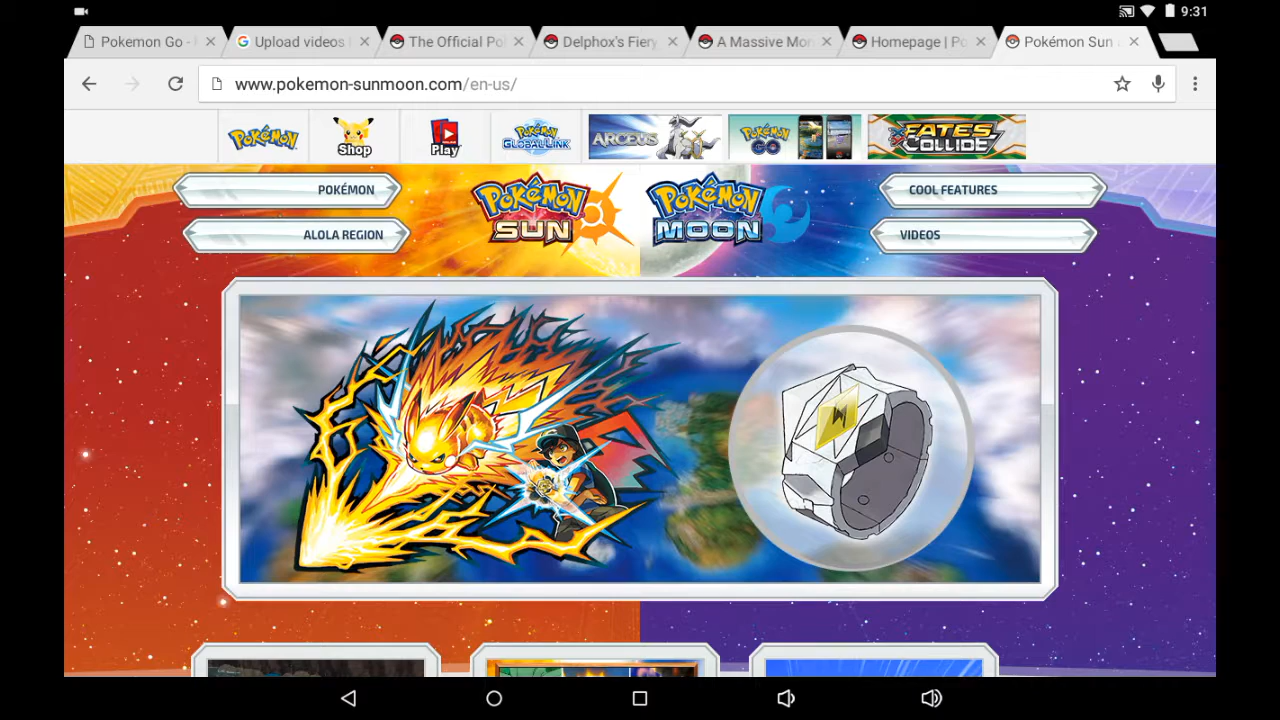 9:31
Pokemon Go -
Upload videos
The Official Po
Delphox's Fiery
A Massive Mon
Homepage | Po
Pokémon Sun
www.pokemon-sunmoon.com/en-us/
Pokémon
Shop
Play
Pokémon
GLOBAL LINK
ARCEUS
Pokémon
GO
FATES
COLLIDE
POKÉMON
ALOLA REGION
Pokémon
SUN
Pokémon
MOON
COOL FEATURES
VIDEOS